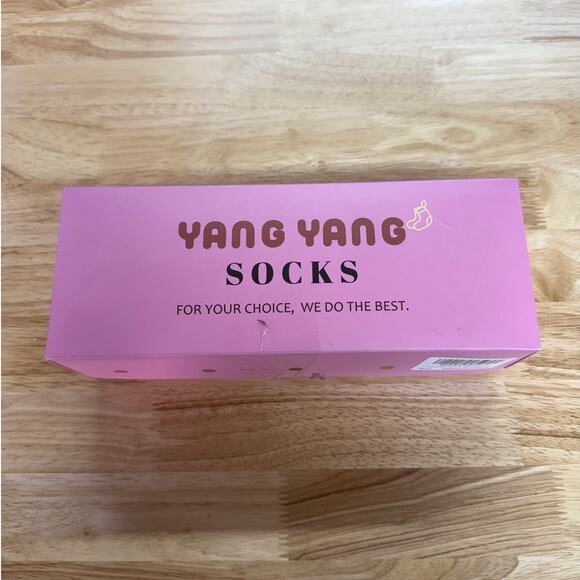 YANG YANG
SOCKS
FOR YOUR CHOICE, WE DO THE BEST.